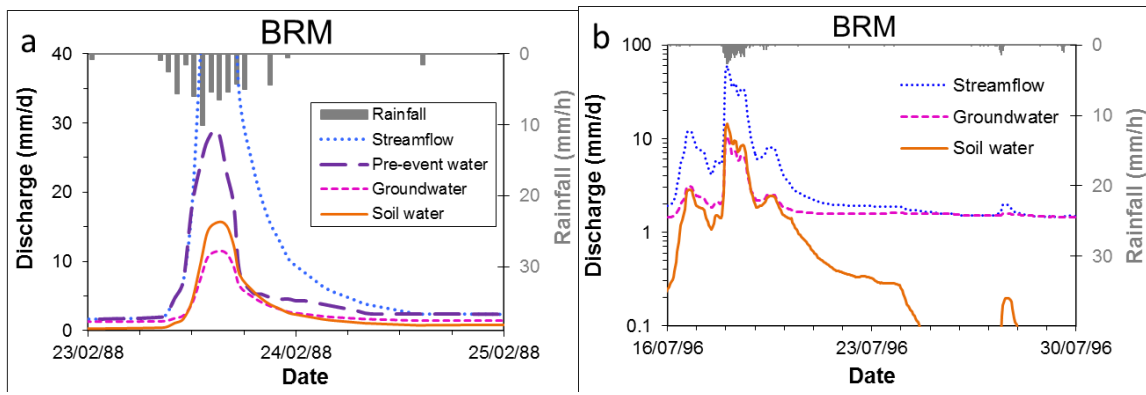 a
BRM
40
30
20
10
0
Discharge (mm/d)
0
10
20
30
Rainfall (mm/h)
Rainfall
Streamflow
Pre-event water
Groundwater
Soil water
23/02/88
24/02/88
25/02/88
Date
b
BRM
100
10
1
0.1
Discharge (mm/d)
0
10
20
30
Rainfall (mm/h)
Streamflow
Groundwater
Soil water
16/07/96
23/07/96
30/07/96
Date